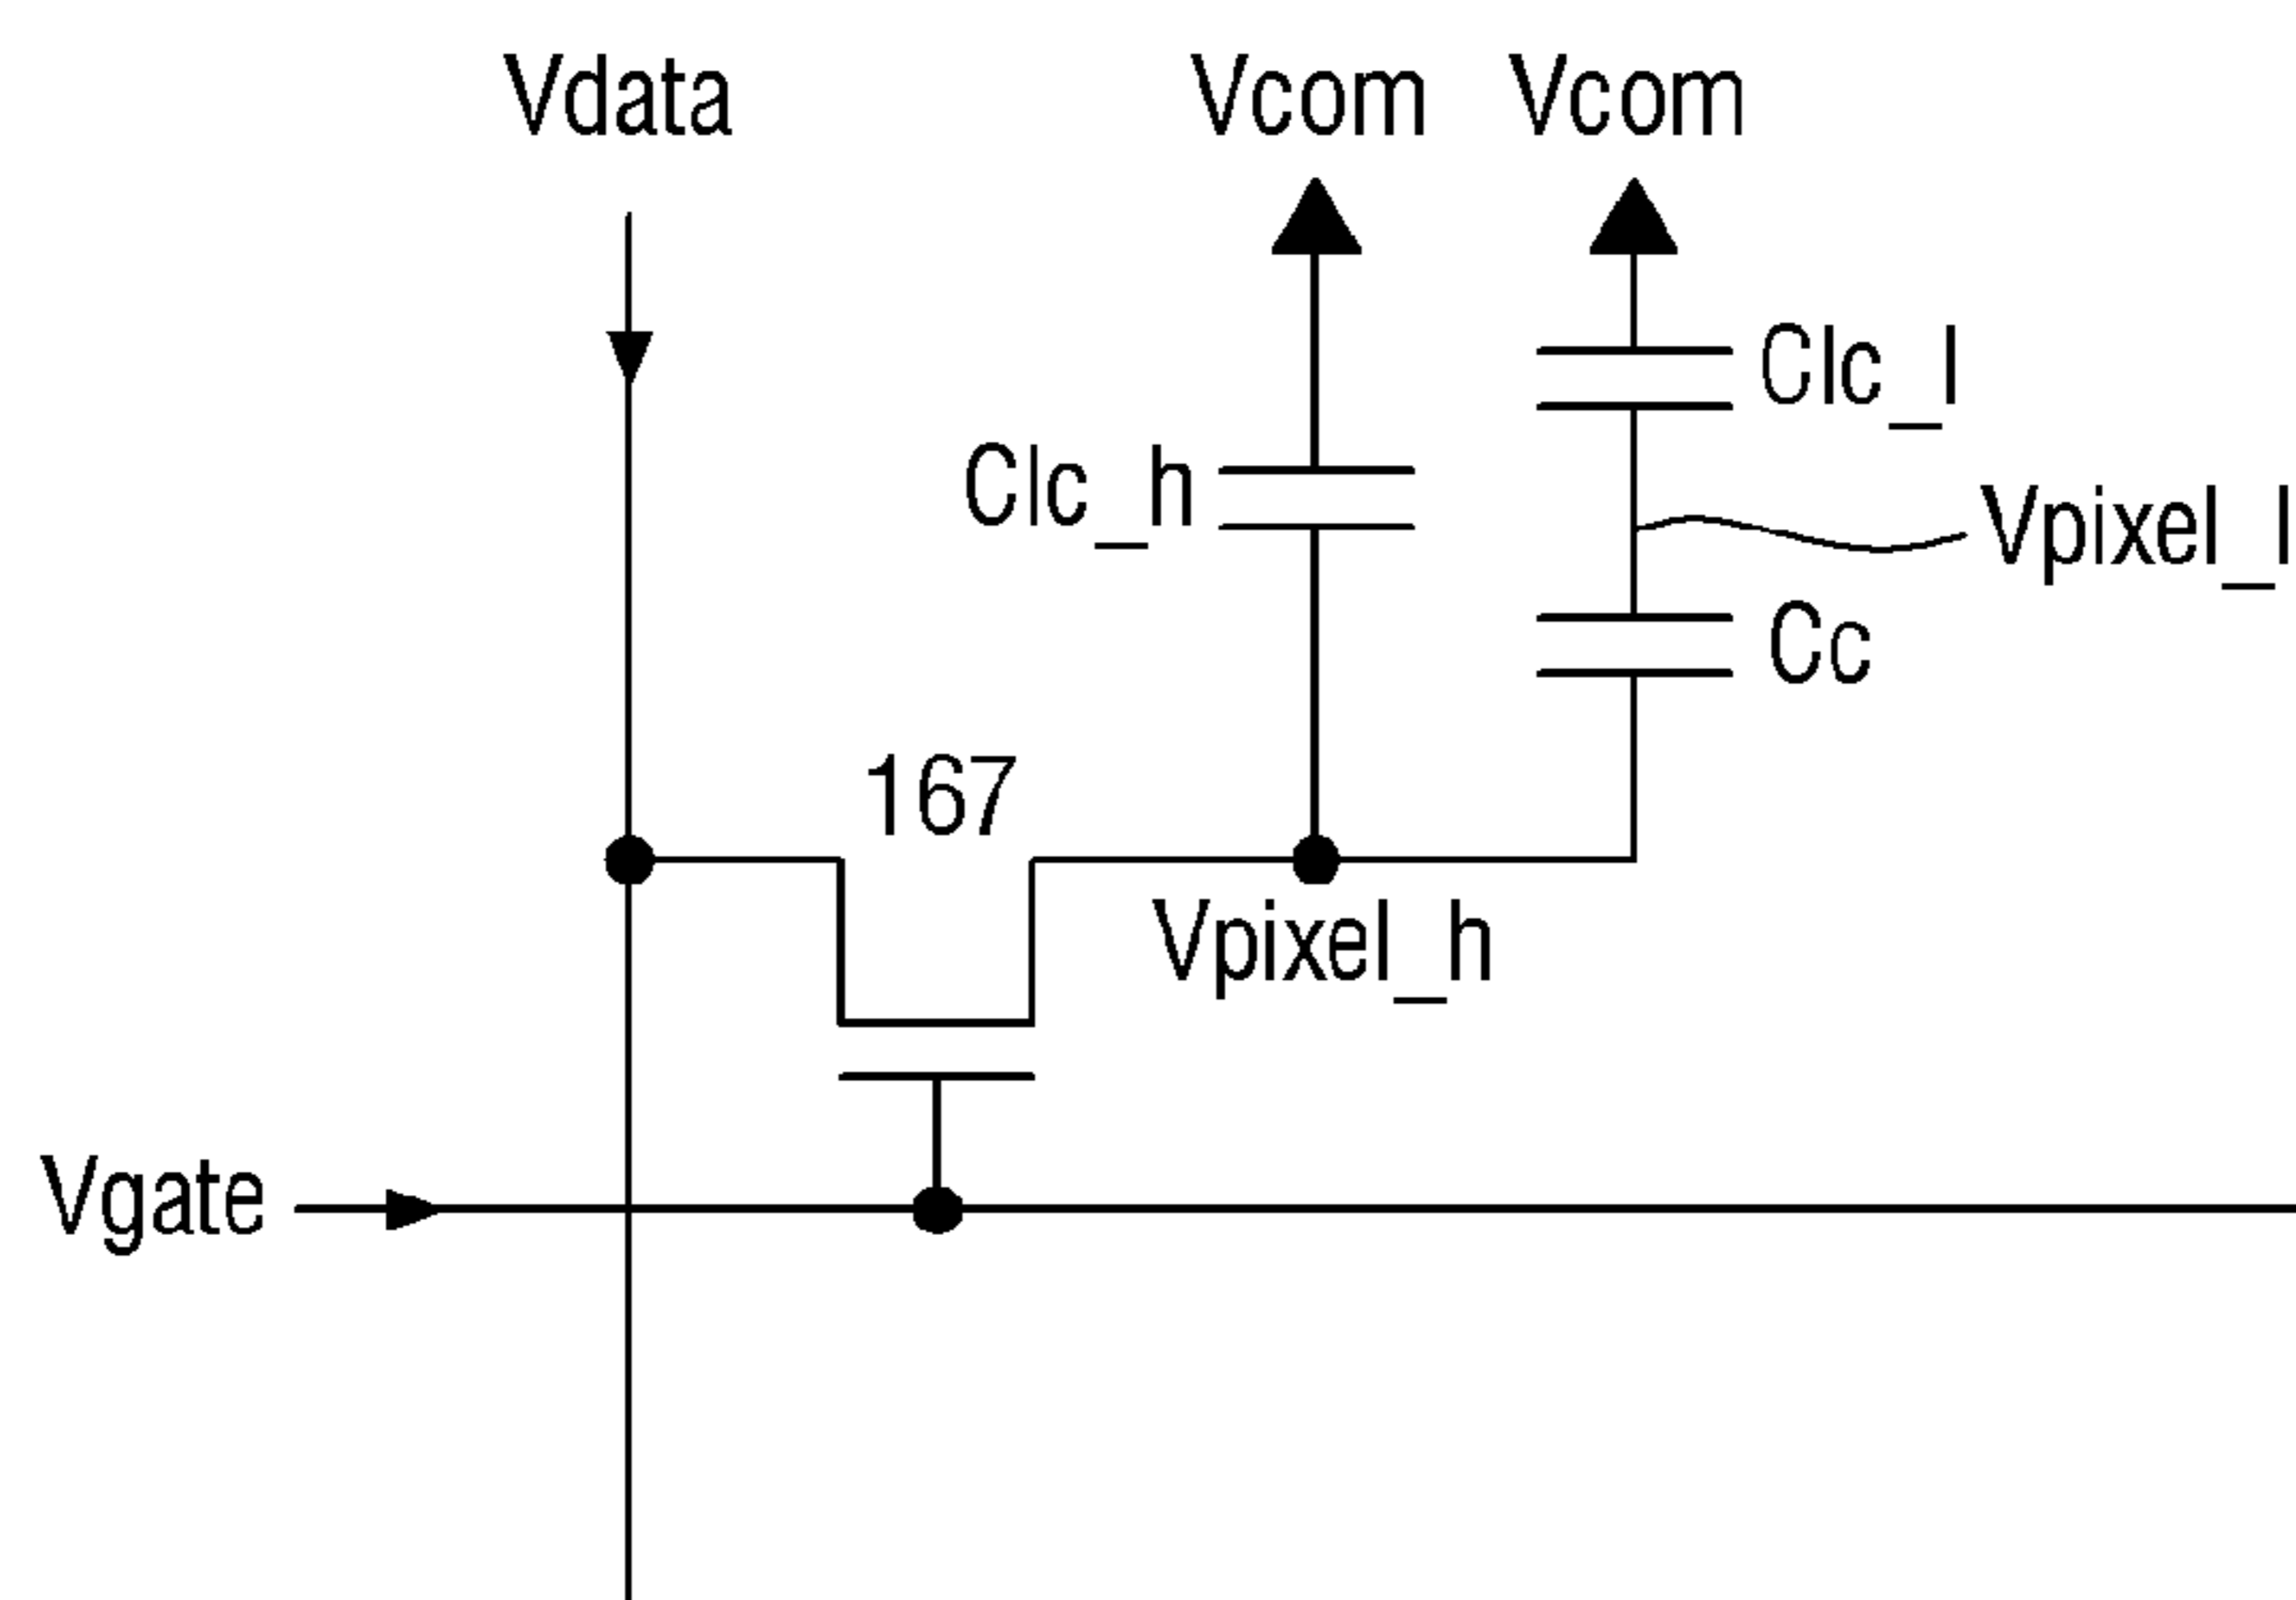 Vdata
Vcom
Vcom
Clc_l
Clc_h
Vpixel_l
Cc
167
Vpixel_h
Vgate